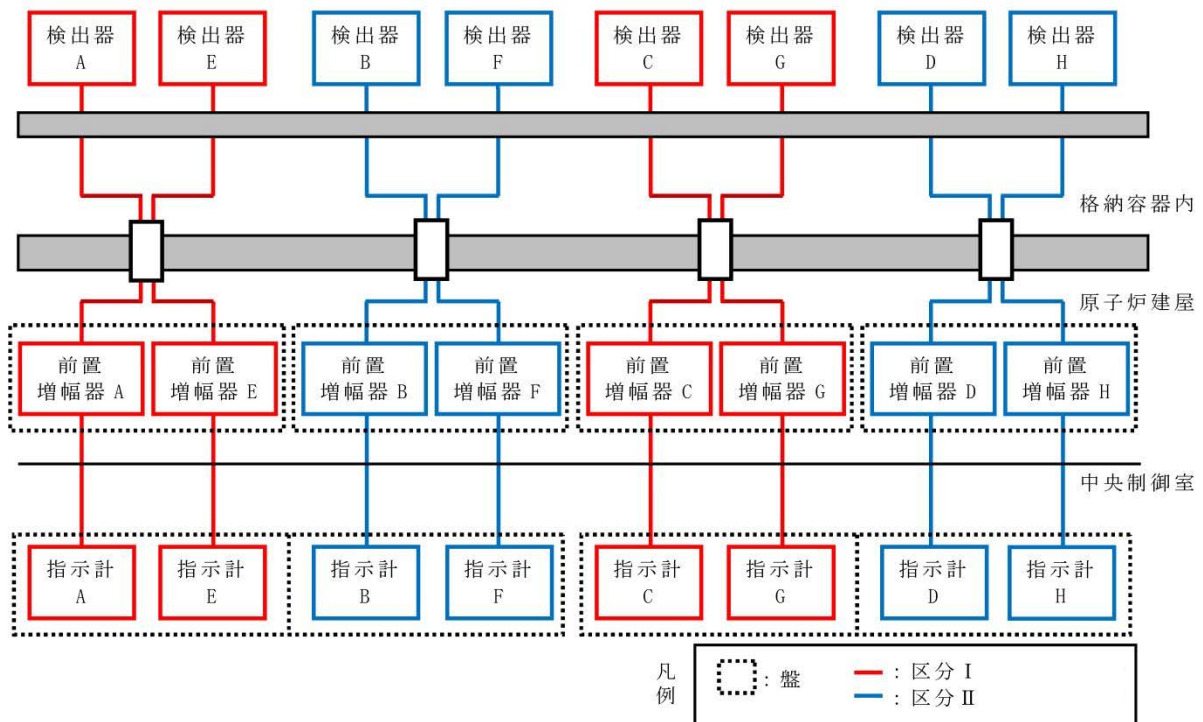 検出器 A
検出器 E
検出器 B
検出器 F
検出器 C
検出器 G
検出器 D
検出器 H
格納容器内
原子炉建屋
前置
増幅器 A
前置
増幅器 E
前置
増幅器 B
前置
増幅器 F
前置
増幅器 C
前置
増幅器 G
前置
増幅器 D
前置
増幅器 H
中央制御室
指示計
A
指示計
E
指示計
B
指示計
F
指示計
C
指示計
G
指示計
D
指示計
H
凡例
: 盤
: 区分 I
: 区分 II